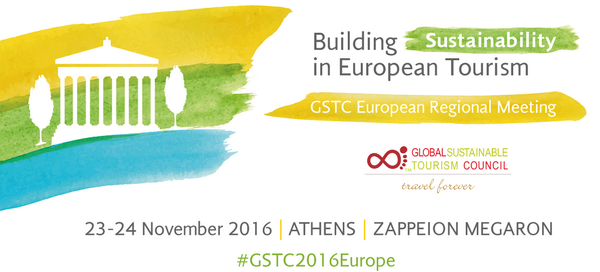 Building Sustainability
in European Tourism
GSTC European Regional Meeting
GLOBAL SUSTAINABLE
TOURISM COUNCIL
travel forever
23-24 November 2016 | ATHENS | ZAPPEION MEGARON
#GSTC2016Europe